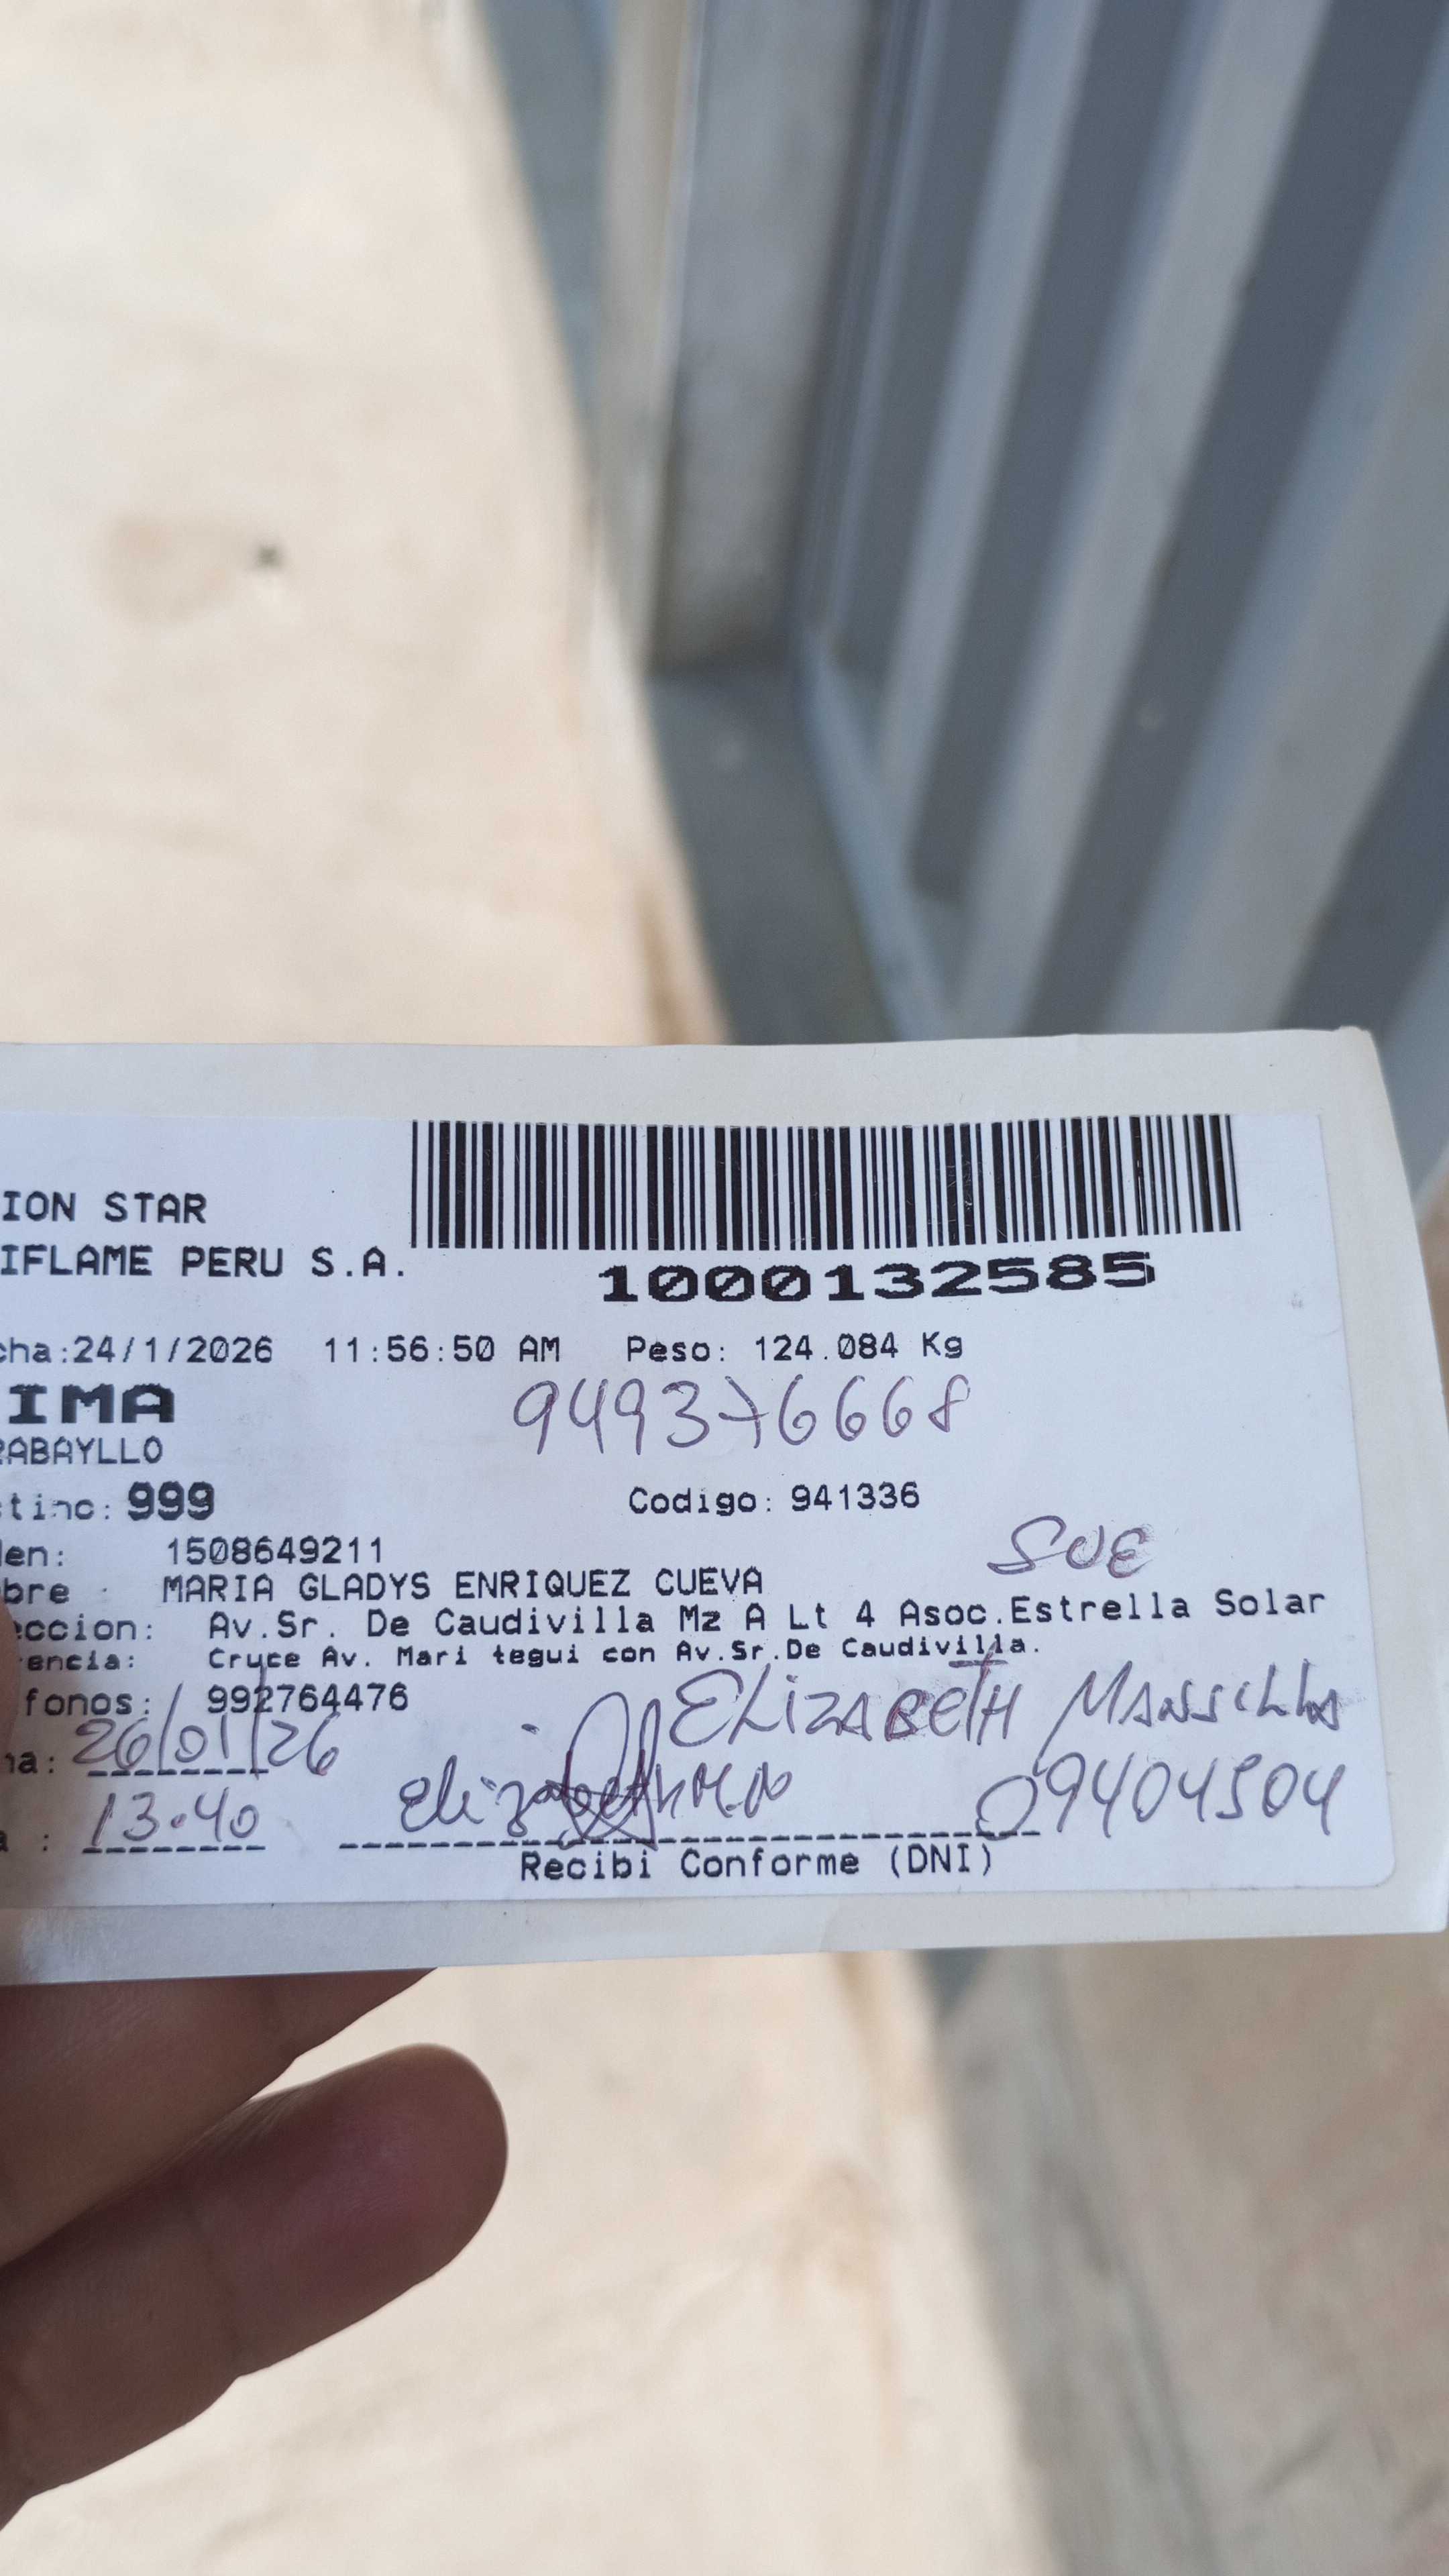 ION STAR
IFLAME PERU S.A.
1000132585
cha:24/1/2026 11:56:50 AM Peso: 124.084 Kg
IMA
949376668
RABAYLLO
tino: 999
Codigo: 941336
den: 1508649211
SUE
bre : MARIA GLADYS ENRIQUEZ CUEVA
eccion: Av.Sr. De Caudivilla Mz A Lt 4 Asoc.Estrella Solar
encia: Cruce Av. Mari tegui con Av.Sr.De Caudivilla.
fonos: 992764476
ELIZABETH MANSILLA
ha: 26/01/26
a : 13.40
09404504
Recibi Conforme (DNI)